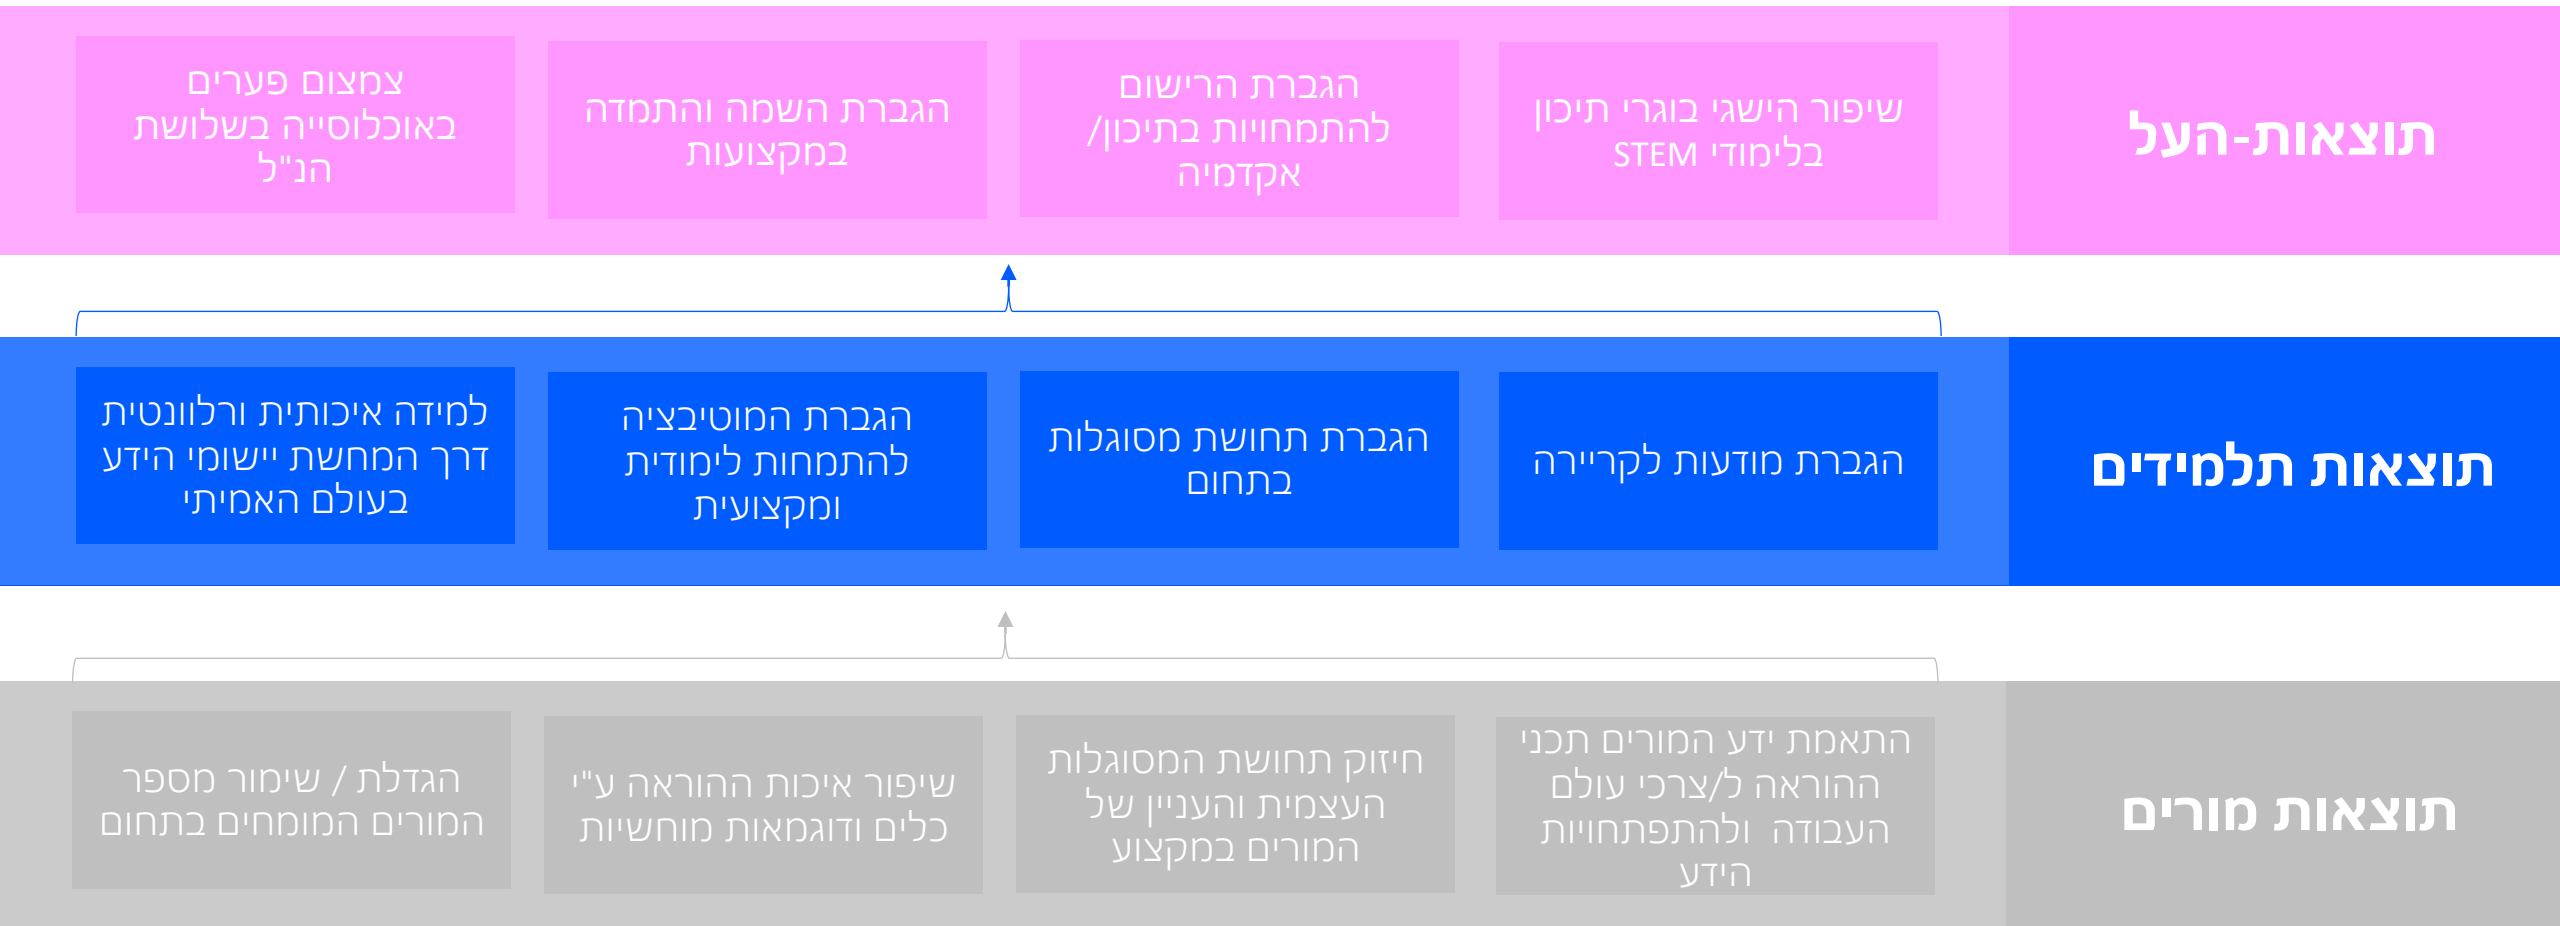 תוצאות-העל
שיפור הישגי בוגרי תיכון
בלימודי STEM
הגברת הרישום
להתמחויות בתיכון/
אקדמיה
הגברת השמה והתמדה
במקצועות
צמצום פערים
באוכלוסייה בשלושת
הנ"ל
תוצאות תלמידים
הגברת מודעות לקריירה
הגברת תחושת מסוגלות
בתחום
הגברת המוטיבציה
להתמחות לימודית
ומקצועית
למידה איכותית ורלוונטית
דרך המחשת יישומי הידע
בעולם האמיתי
תוצאות מורים
התאמת ידע המורים תכני
ההוראה ל/צרכי עולם
העבודה  ולהתפתחויות
הידע
חיזוק תחושת המסוגלות
העצמית והעניין של
המורים במקצוע
שיפור איכות ההוראה ע"י
כלים ודוגמאות מוחשיות
הגדלת / שימור מספר
המורים המומחים בתחום